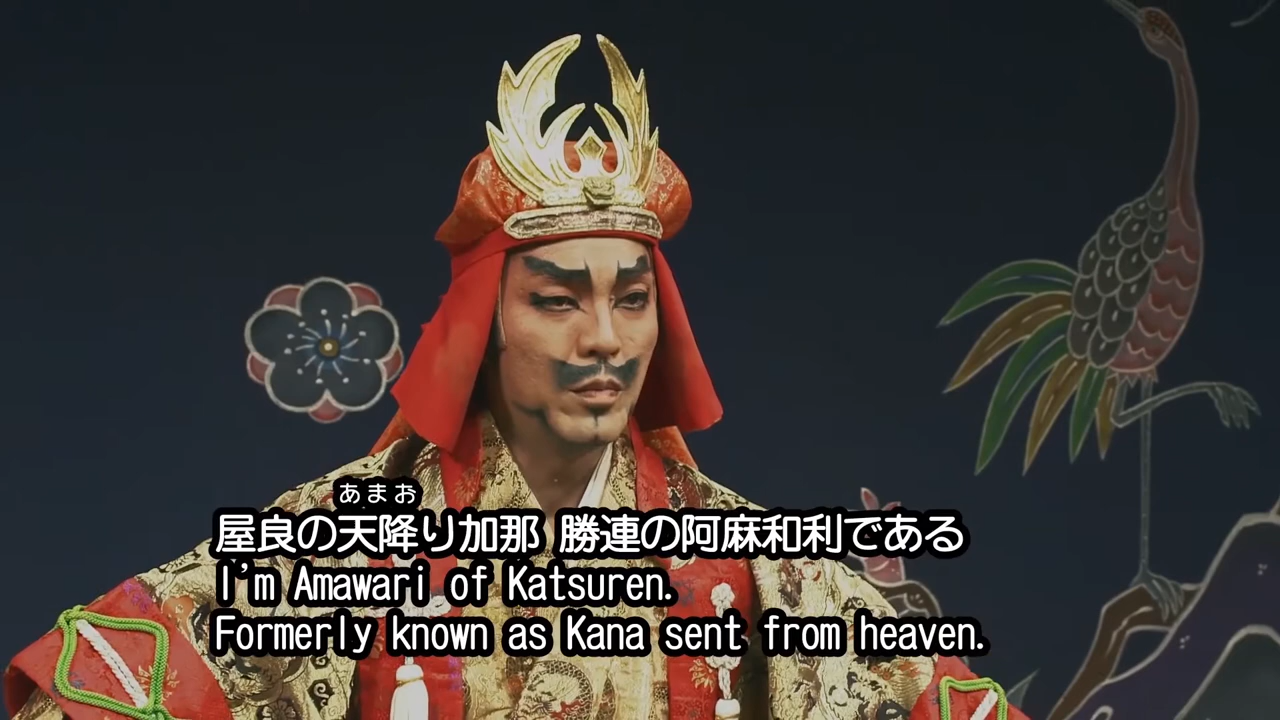 あまお
屋良の天降り加那 勝連の阿麻和利である
I'm Amawari of Katsuren.
Formerly known as Kana sent from heaven.